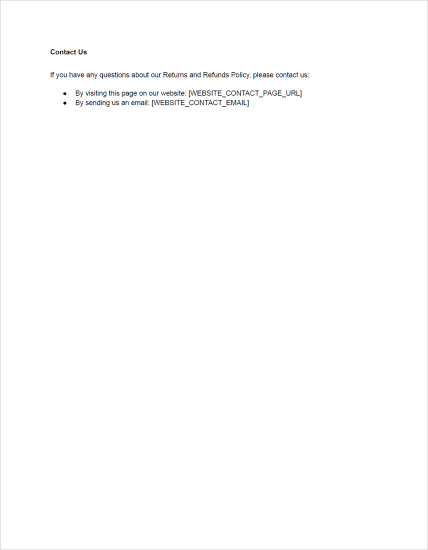 Contact Us
If you have any questions about our Returns and Refunds Policy, please contact us:
● By visiting this page on our website: [WEBSITE_CONTACT_PAGE_URL]
● By sending us an email: [WEBSITE_CONTACT_EMAIL]